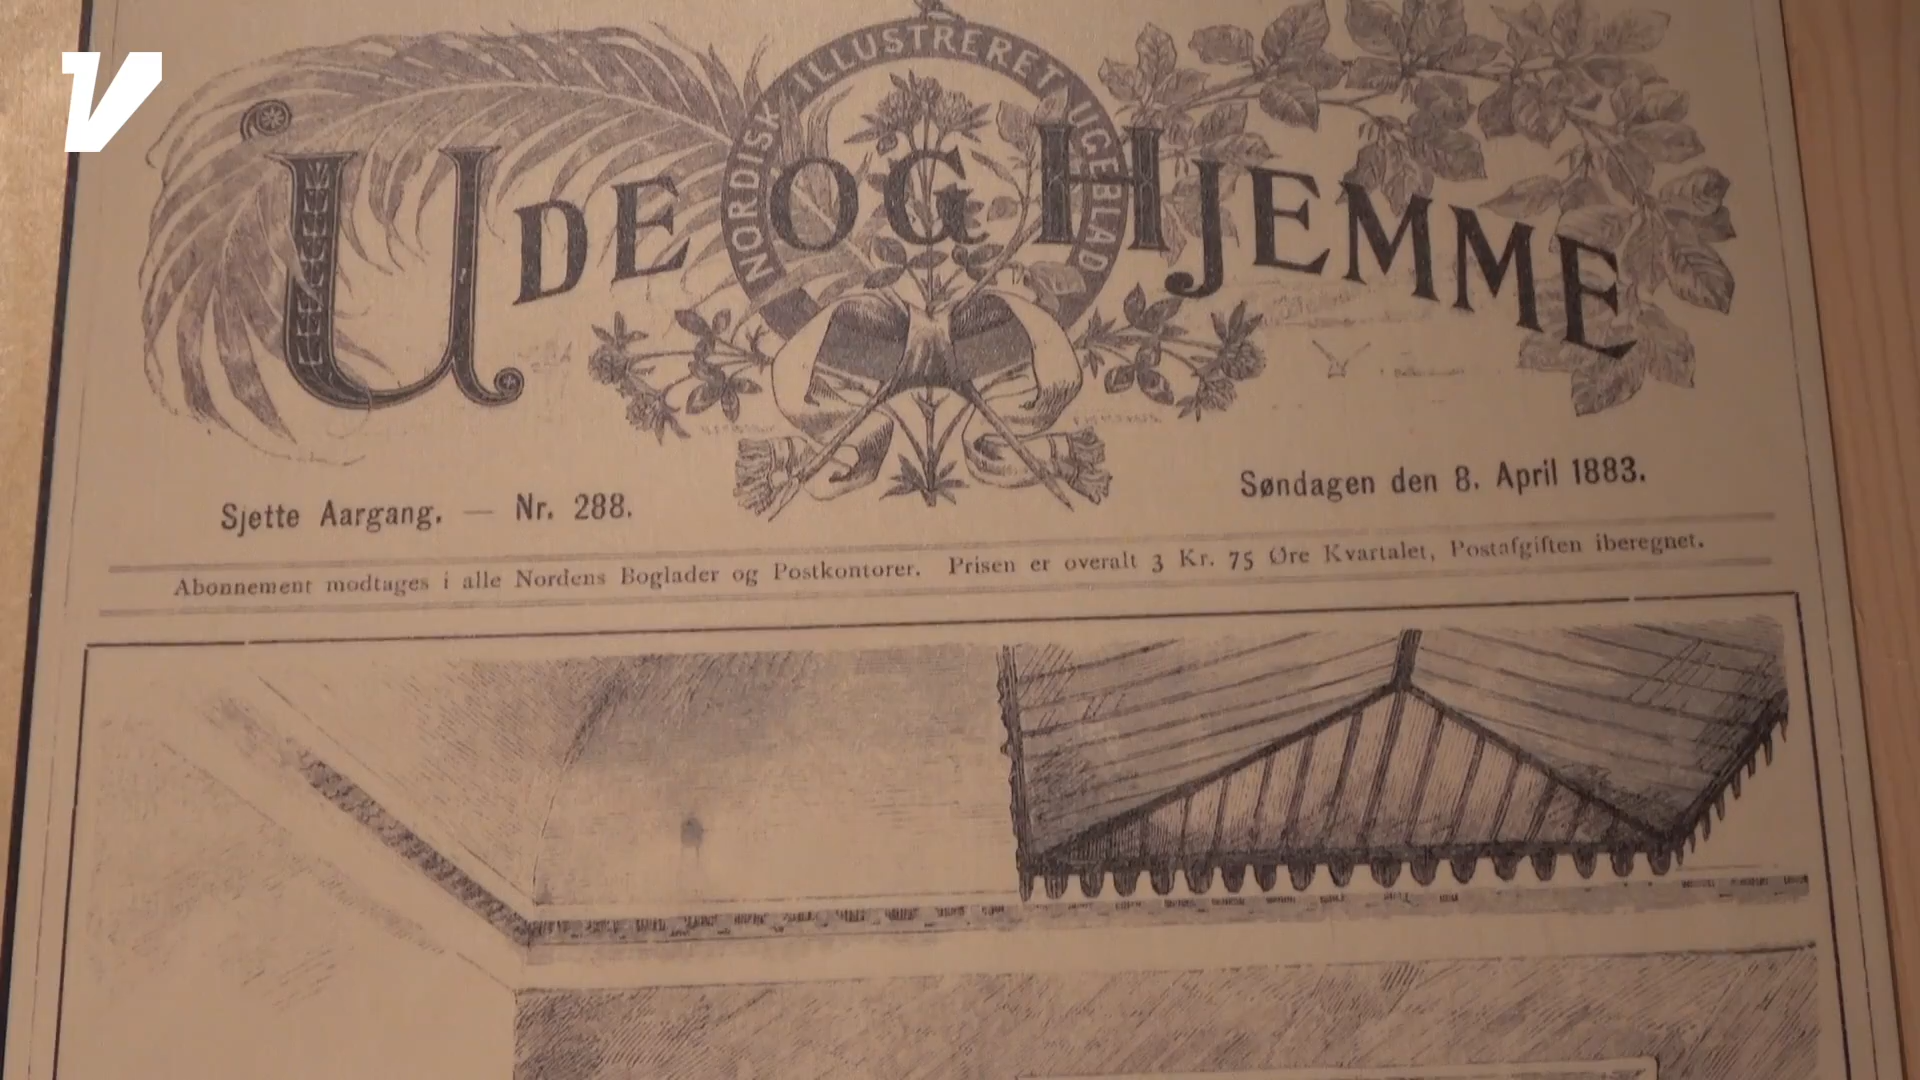 V
NORDISK ILLUSTRERET UGEBLAD
UDE OG HJEMME
Sjette Aargang. — Nr. 288.
Søndagen den 8. April 1883.
Abonnement modtages i alle Nordens Boglader og Postkontorer. Prisen er overalt 3 Kr. 75 Øre Kvartalet, Postafgiften iberegnet.